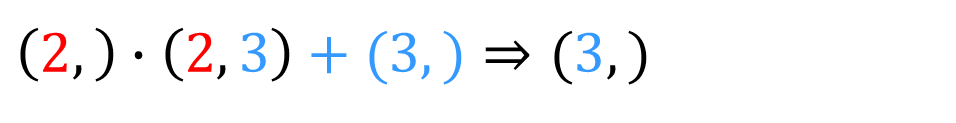 (2,) · (2, 3) + (3, ) ⇒ (3, )